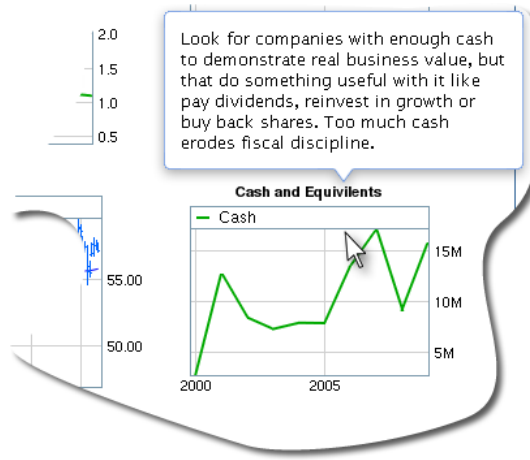 2.0
1.5
1.0
0.5
Look for companies with enough cash
to demonstrate real business value, but
that do something useful with it like
pay dividends, reinvest in growth or
buy back shares. Too much cash
erodes fiscal discipline.
Cash and Equivilents
Cash
15M
10M
5M
2000
2005
55.00
50.00